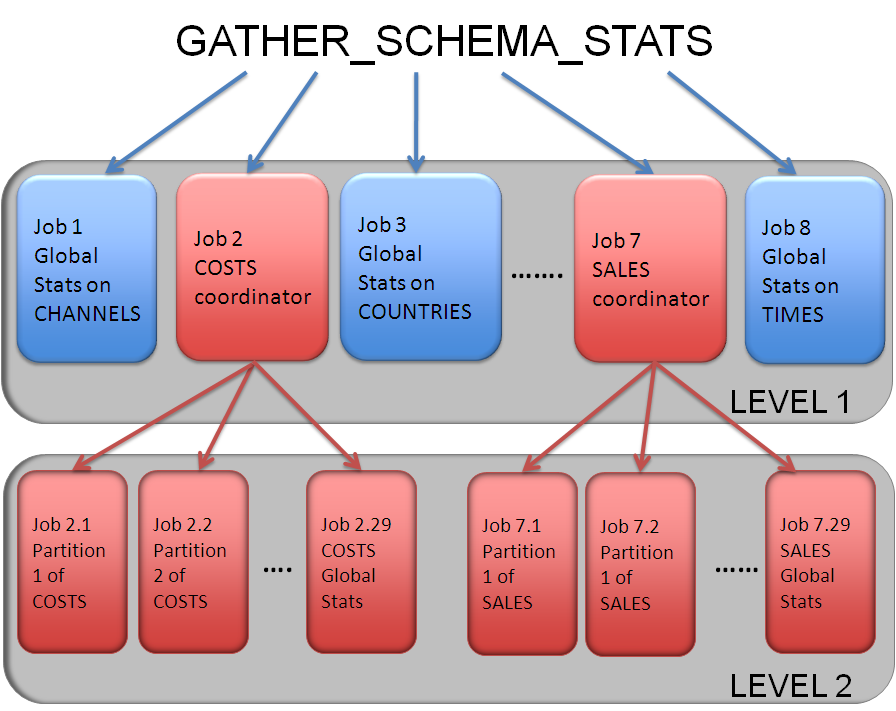 GATHER_SCHEMA_STATS
Job 1
Global
Stats on
CHANNELS
Job 2
COSTS
coordinator
Job 3
Global
Stats on
COUNTRIES
.......
Job 7
SALES
coordinator
Job 8
Global
Stats on
TIMES
LEVEL 1
Job 2.1
Partition
1 of
COSTS
Job 2.2
Partition
2 of
COSTS
....
Job 2.29
COSTS
Global
Stats
Job 7.1
Partition
1 of
SALES
Job 7.2
Partition
1 of
SALES
......
Job 7.29
SALES
Global
Stats
LEVEL 2